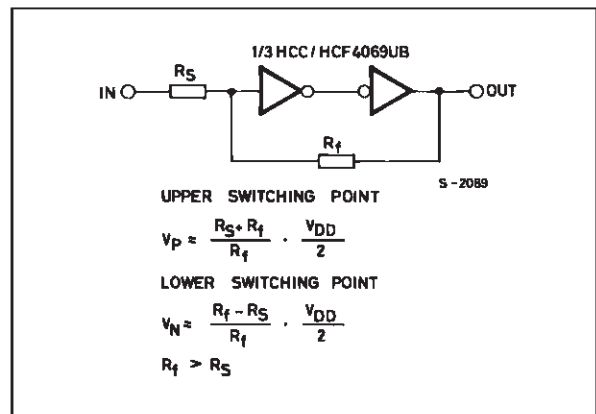 1/3 HCC / HCF4069UB
RS
IN
OUT
Rf
S-2089
UPPER SWITCHING POINT
VP = RS + Rf / Rf · VDD / 2
LOWER SWITCHING POINT
VN = Rf - RS / Rf · VDD / 2
Rf > RS